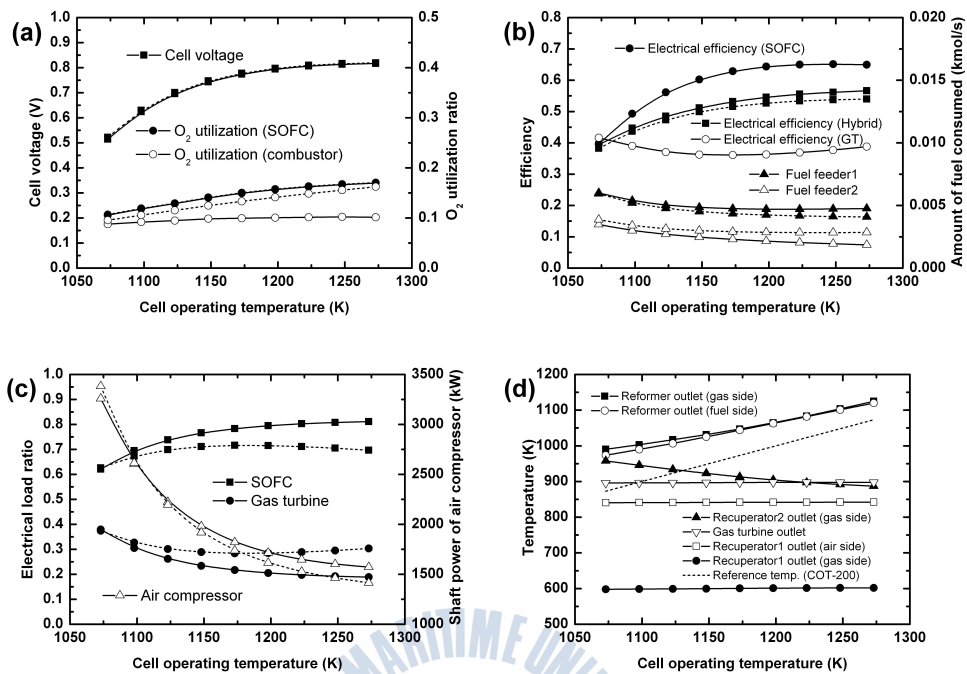 (a)
Cell voltage (V)
1.0
0.9
0.8
0.7
0.6
0.5
0.4
0.3
0.2
0.1
0.0
Cell voltage
O2 utilization (SOFC)
O2 utilization (combustor)
0.5
0.4
0.3
0.2
0.1
0.0
O2 utilization ratio
1050 1100 1150 1200 1250 1300
Cell operating temperature (K)
(b)
Efficiency
0.8
0.7
0.6
0.5
0.4
0.3
0.2
0.1
0.0
Electrical efficiency (SOFC)
Electrical efficiency (Hybrid)
Electrical efficiency (GT)
Fuel feeder1
Fuel feeder2
0.020
0.015
0.010
0.005
0.000
Amount of fuel consumed (kmol/s)
1050 1100 1150 1200 1250 1300
Cell operating temperature (K)
(c)
Electrical load ratio
1.0
0.9
0.8
0.7
0.6
0.5
0.4
0.3
0.2
0.1
0.0
SOFC
Gas turbine
Air compressor
3500
3000
2500
2000
1500
1000
Shaft power of air compressor (kW)
1050 1100 1150 1200 1250 1300
Cell operating temperature (K)
(d)
Temperature (K)
1200
1100
1000
900
800
700
600
500
Reformer outlet (gas side)
Reformer outlet (fuel side)
Recuperator2 outlet (gas side)
Gas turbine outlet
Recuperator1 outlet (air side)
Recuperator1 outlet (gas side)
Reference temp. (COT-200)
1050 1100 1150 1200 1250 1300
Cell operating temperature (K)
MARITIME UNI